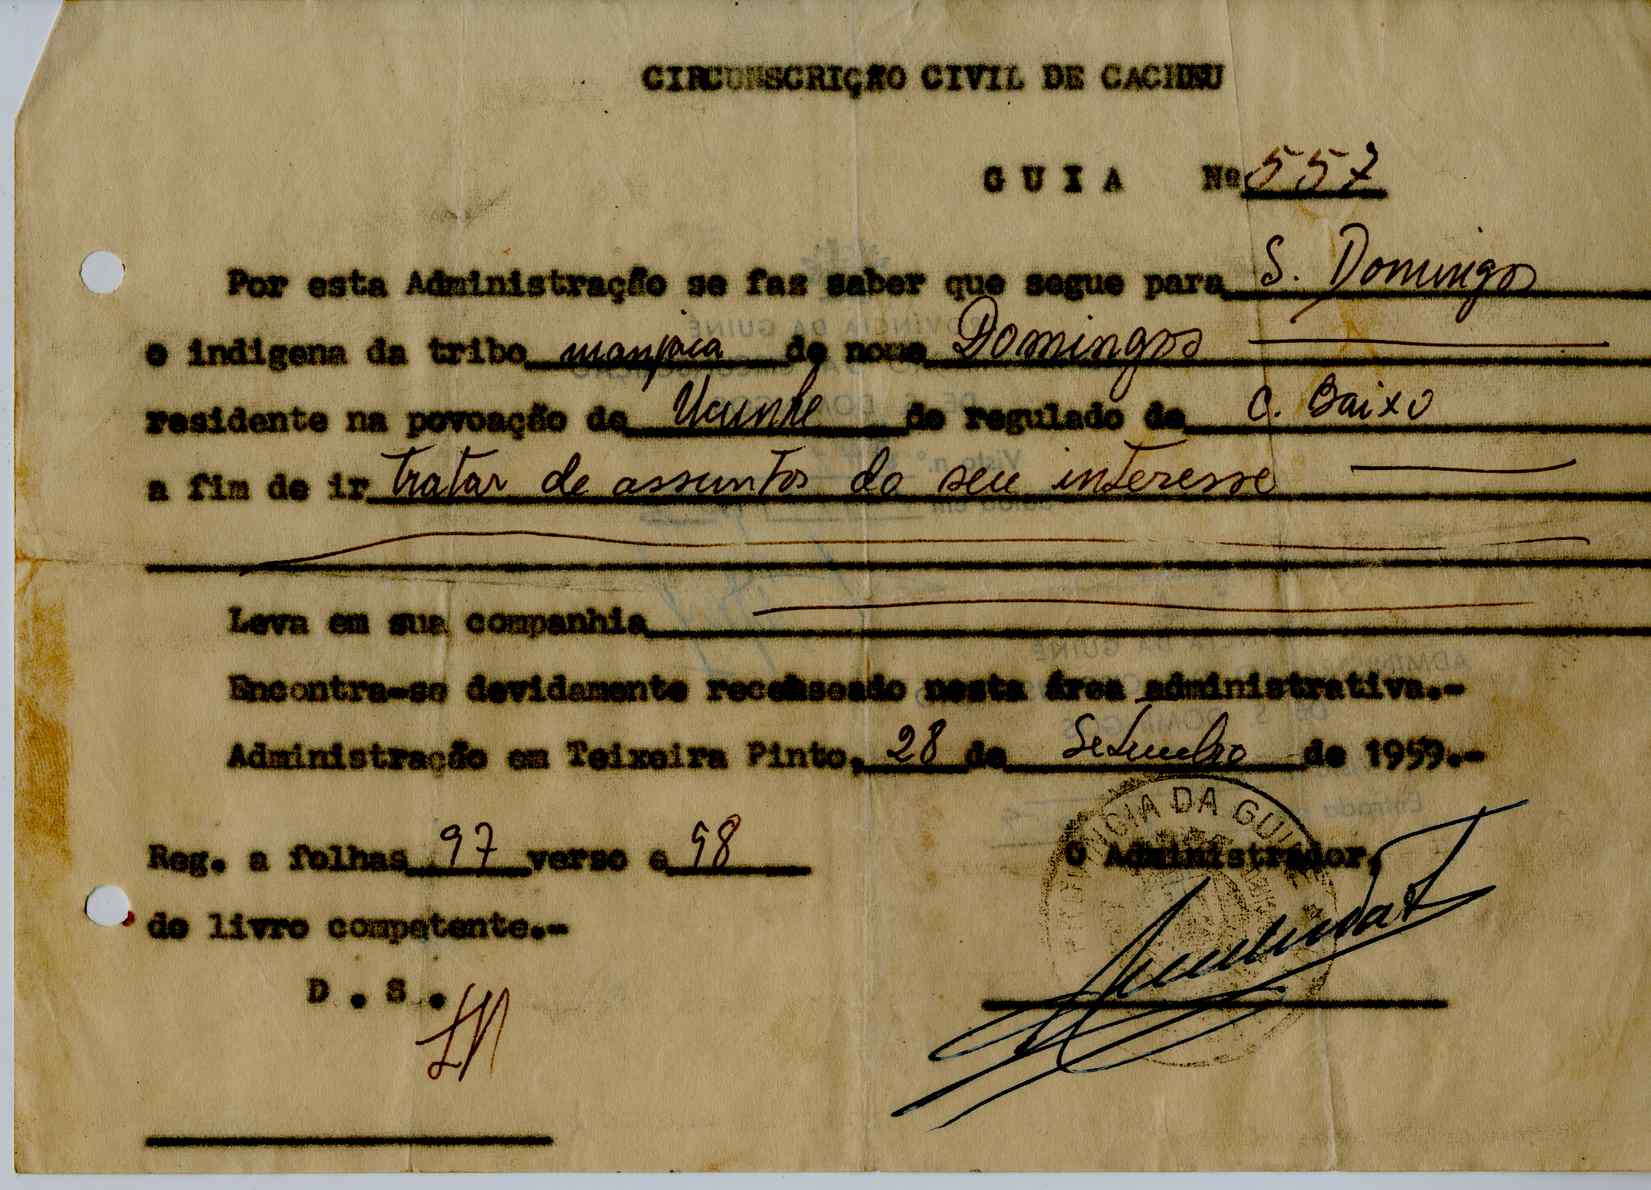 CIRCUNSCRIÇÃO CIVIL DE CACHEU
GUIA Nº 557
Por esta Administração se faz saber que segue para S. Domingos
o indigena da tribo manjaca de nome Domingos
residente na povoação de do regulado de C. Baixo
a fim de ir tratar de assuntos do seu interesse
Leva em sua companhia
Encontra-se devidamente recenseado nesta área administrativa.-
Administração em Teixeira Pinto, 28 de Setembro de 1959.-
Reg. a folhas 97 verso e 98
do livro competente.-
O Administrador,
PROVÍNCIA DA GUINÉ
D.S.